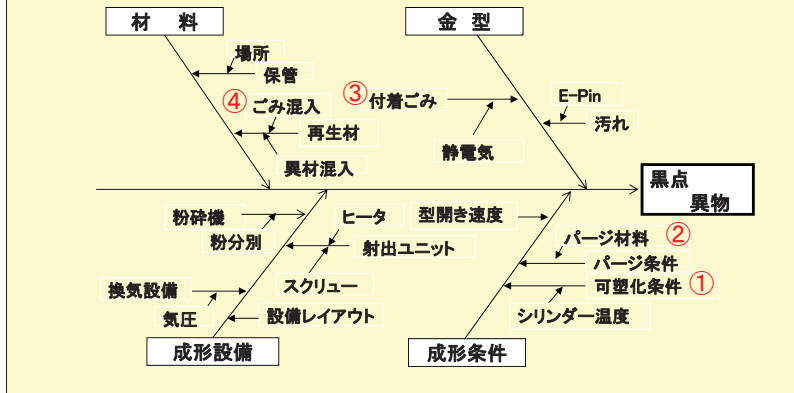 材 料
金 型
場所
保管
④ ごみ混入
再生材
異材混入
③ 付着ごみ
静電気
E-Pin
汚れ
黒点
異物
粉砕機
粉分別
ヒータ
射出ユニット
スクリュー
換気設備
気圧
設備レイアウト
型開き速度
パージ材料 ②
パージ条件
可塑化条件 ①
シリンダー温度
成形設備
成形条件